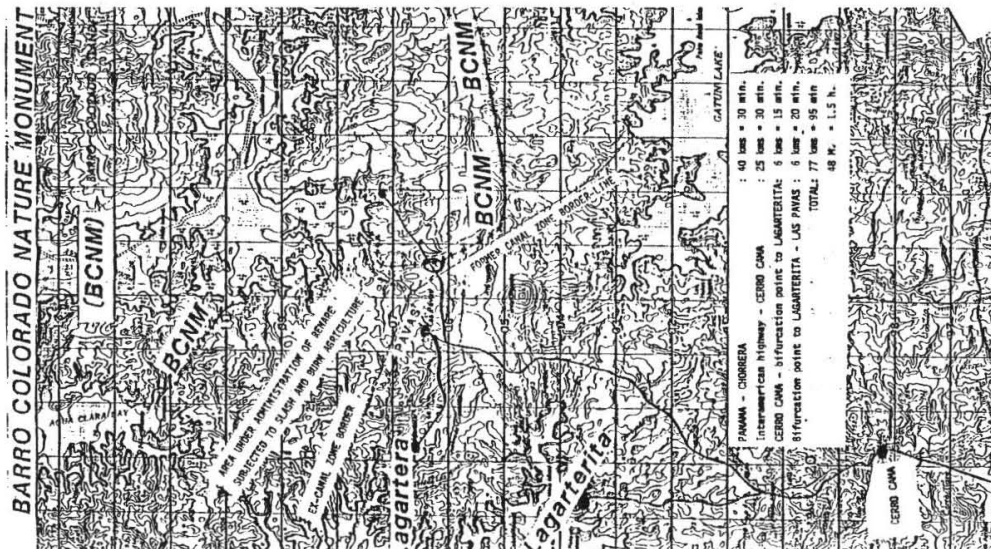 BARRO COLORADO NATURE MONUMENT
(BCNM)
BCNM
AREA UNDER ADMINISTRATION OF RENARE
SUBJECTED TO SLASH AND BURN AGRICULTURE
EX-CANAL ZONE BORDER
PAVAS
BCNM
BCNM
FORMER CANAL ZONE BORDER-LINE
agartera
agarterita
GATUN LAKE
PANAMA - CHORRERA : 40 kms = 30 min.
Interamerican highway - CERRO CAMA : 25 kms = 30 min.
CERRO CAMA - bifurcation point to LAGARTERITA: 6 kms = 15 min.
Bifurcation point to LAGARTERITA - LAS PAVAS : 6 kms = 20 min.
TOTAL: 77 kms = 95 min
48 M. = 1.5 h.
CERRO CAMA